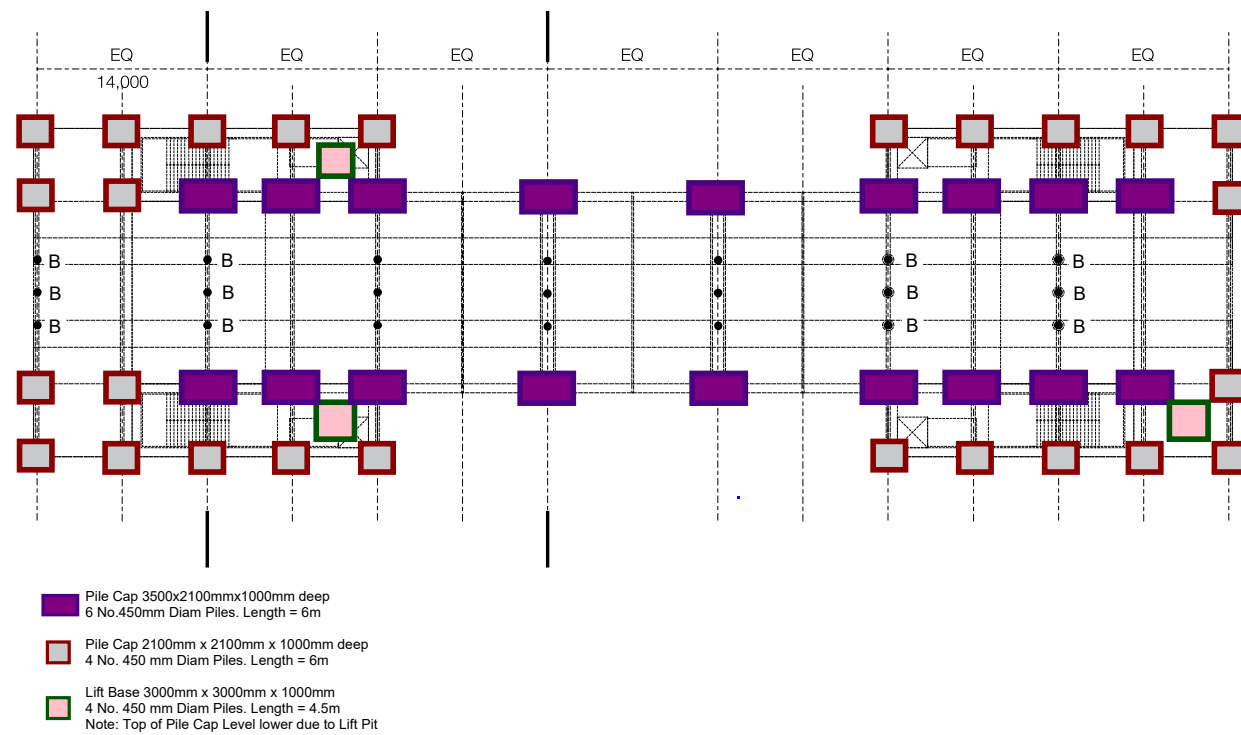 EQ EQ EQ EQ EQ EQ EQ
14,000
B B B B
B B B B
B B B B
Pile Cap 3500x2100mmx1000mm deep
6 No.450mm Diam Piles. Length = 6m
Pile Cap 2100mm x 2100mm x 1000mm deep
4 No. 450 mm Diam Piles. Length = 6m
Lift Base 3000mm x 3000mm x 1000mm
4 No. 450 mm Diam Piles. Length = 4.5m
Note: Top of Pile Cap Level lower due to Lift Pit